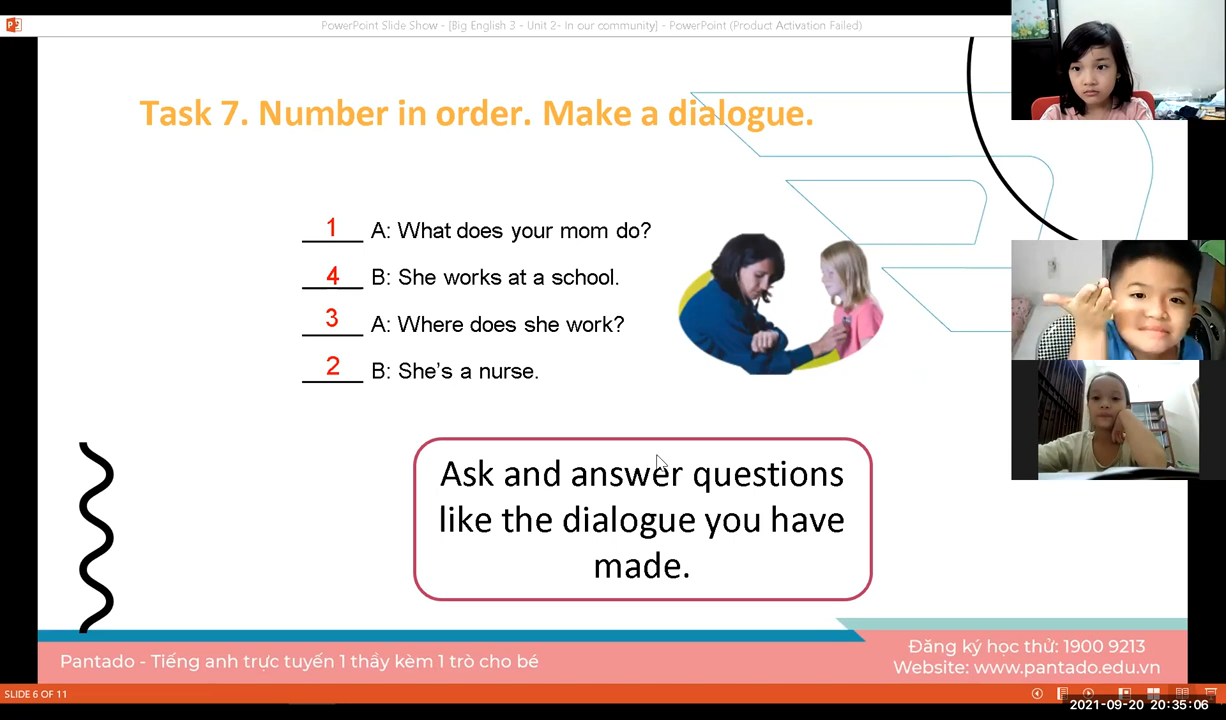 PowerPoint Slide Show - [Big English 3 - Unit 2- In our community] - PowerPoint (Product Activation Failed)
Task 7. Number in order. Make a dialogue.
1 A: What does your mom do?
4 B: She works at a school.
3 A: Where does she work?
2 B: She's a nurse.
Ask and answer questions
like the dialogue you have
made.
Pantado - Tiếng anh trực tuyến 1 thầy kèm 1 trò cho bé
Đăng ký học thử: 1900 9213
Website: www.pantado.edu.vn
SLIDE 6 OF 11
2021-09-20 20:35:06